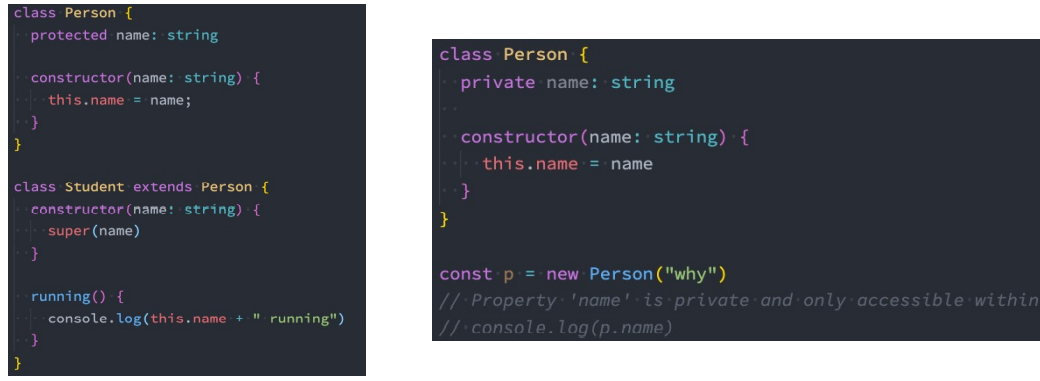 class Person {
  protected name: string

  constructor(name: string) {
    this.name = name;
  }
}

class Student extends Person {
  constructor(name: string) {
    super(name)
  }

  running() {
    console.log(this.name + " running")
  }
}

class Person {
  private name: string

  constructor(name: string) {
    this.name = name
  }
}

const p = new Person("why")
// Property 'name' is private and only accessible within
// console.log(p.name)